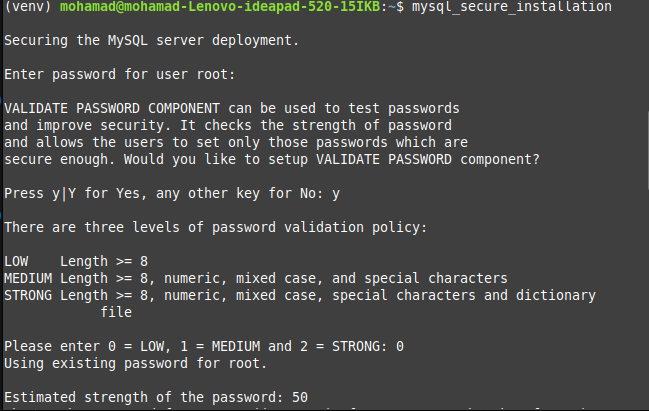 (venv) mohamad@mohamad-Lenovo-ideapad-520-15IKB:~$ mysql_secure_installation
Securing the MySQL server deployment.
Enter password for user root:
VALIDATE PASSWORD COMPONENT can be used to test passwords
and improve security. It checks the strength of password
and allows the users to set only those passwords which are
secure enough. Would you like to setup VALIDATE PASSWORD component?
Press y|Y for Yes, any other key for No: y
There are three levels of password validation policy:
LOW    Length >= 8
MEDIUM Length >= 8, numeric, mixed case, and special characters
STRONG Length >= 8, numeric, mixed case, special characters and dictionary
file
Please enter 0 = LOW, 1 = MEDIUM and 2 = STRONG: 0
Using existing password for root.
Estimated strength of the password: 50